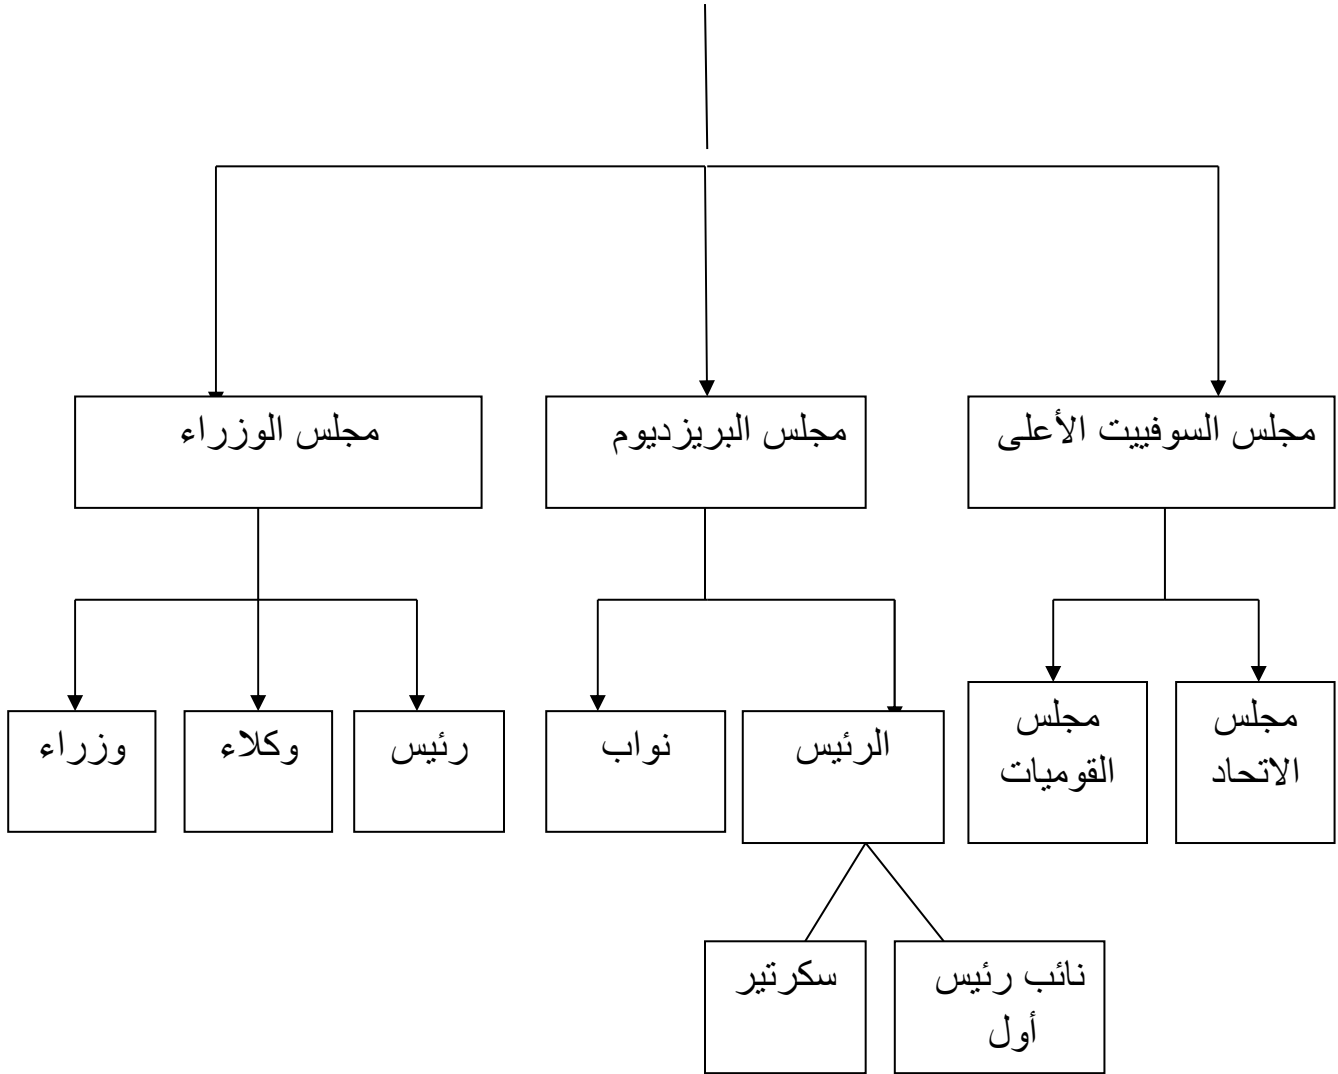 مجلس السوفييت الأعلى
مجلس البريزديوم
مجلس الوزراء
مجلس
الاتحاد
مجلس
القوميات
الرئيس
نواب
رئيس
وكلاء
وزراء
نائب رئيس
أول
سكرتير